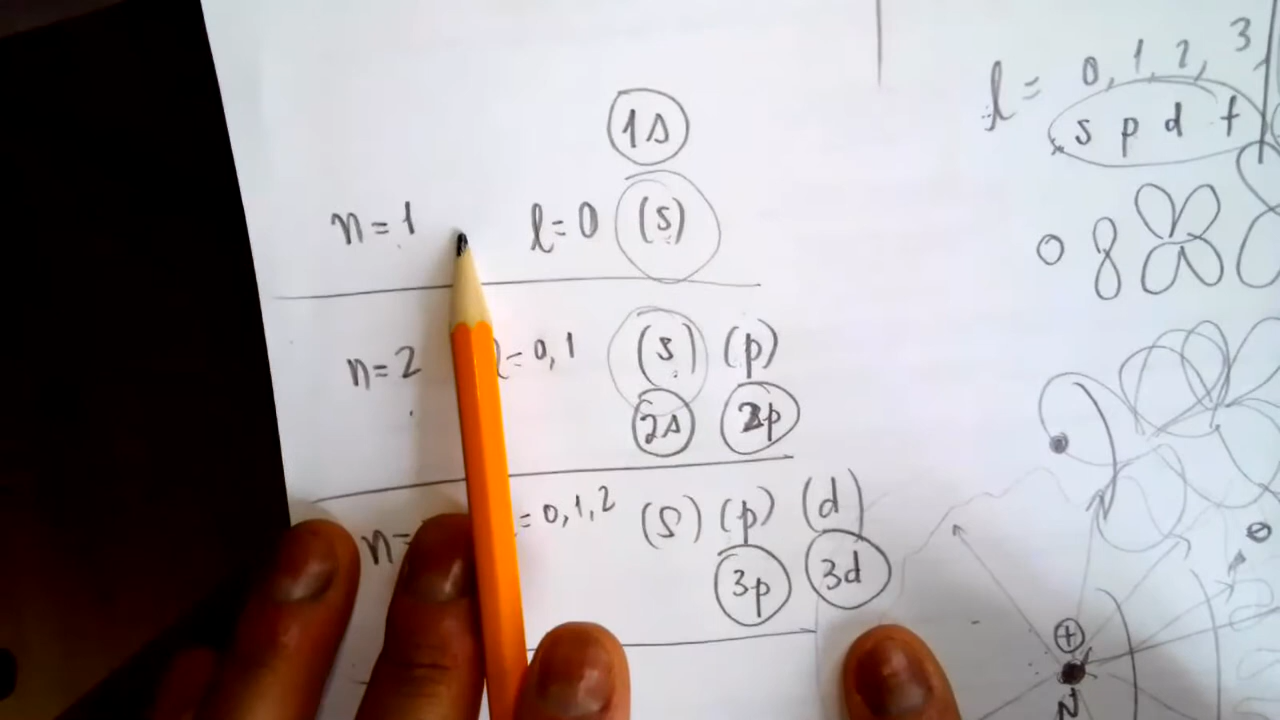 1s
n=1 l=0 (s)
n=2 l=0,1 (s) (p)
2s 2p
n= =0,1,2 (s) (p) (d)
3p 3d
l= 0, 1, 2, 3,
s p d f
+